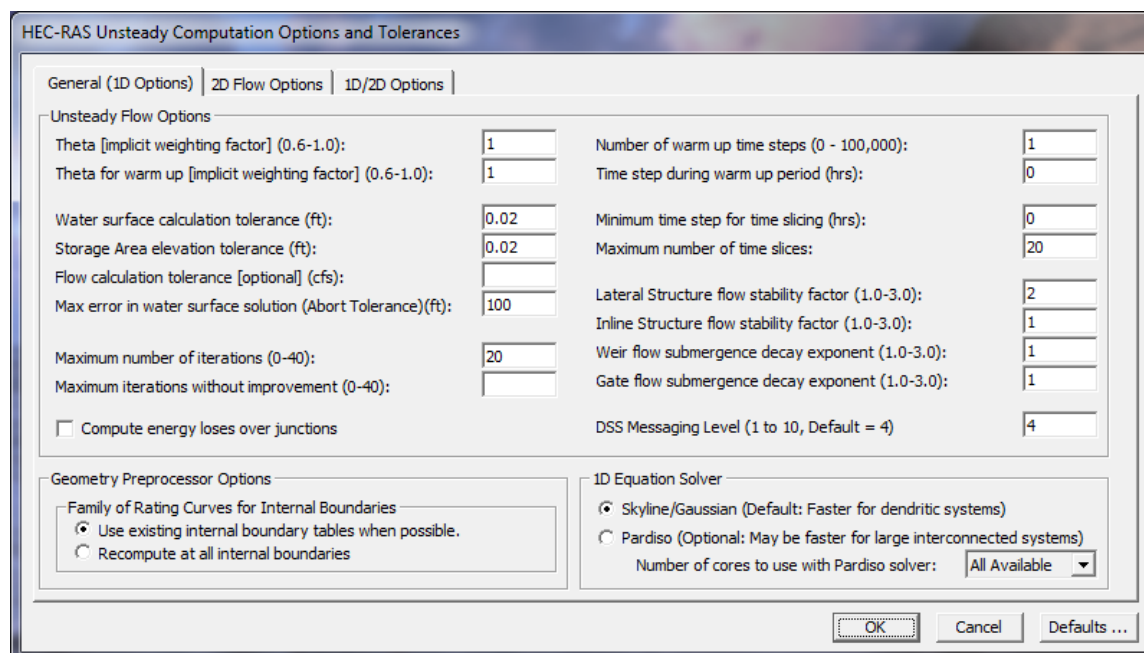 HEC-RAS Unsteady Computation Options and Tolerances
General (1D Options)
2D Flow Options
1D/2D Options
Unsteady Flow Options
Theta [implicit weighting factor] (0.6-1.0): 1
Theta for warm up [implicit weighting factor] (0.6-1.0): 1
Water surface calculation tolerance (ft): 0.02
Storage Area elevation tolerance (ft): 0.02
Flow calculation tolerance [optional] (cfs):
Max error in water surface solution (Abort Tolerance)(ft): 100
Maximum number of iterations (0-40): 20
Maximum iterations without improvement (0-40):
Compute energy loses over junctions
Number of warm up time steps (0 - 100,000): 1
Time step during warm up period (hrs): 0
Minimum time step for time slicing (hrs): 0
Maximum number of time slices: 20
Lateral Structure flow stability factor (1.0-3.0): 2
Inline Structure flow stability factor (1.0-3.0): 1
Weir flow submergence decay exponent (1.0-3.0): 1
Gate flow submergence decay exponent (1.0-3.0): 1
DSS Messaging Level (1 to 10, Default = 4) 4
Geometry Preprocessor Options
Family of Rating Curves for Internal Boundaries
Use existing internal boundary tables when possible.
Recompute at all internal boundaries
1D Equation Solver
Skyline/Gaussian (Default: Faster for dendritic systems)
Pardiso (Optional: May be faster for large interconnected systems)
Number of cores to use with Pardiso solver: All Available
OK
Cancel
Defaults ...